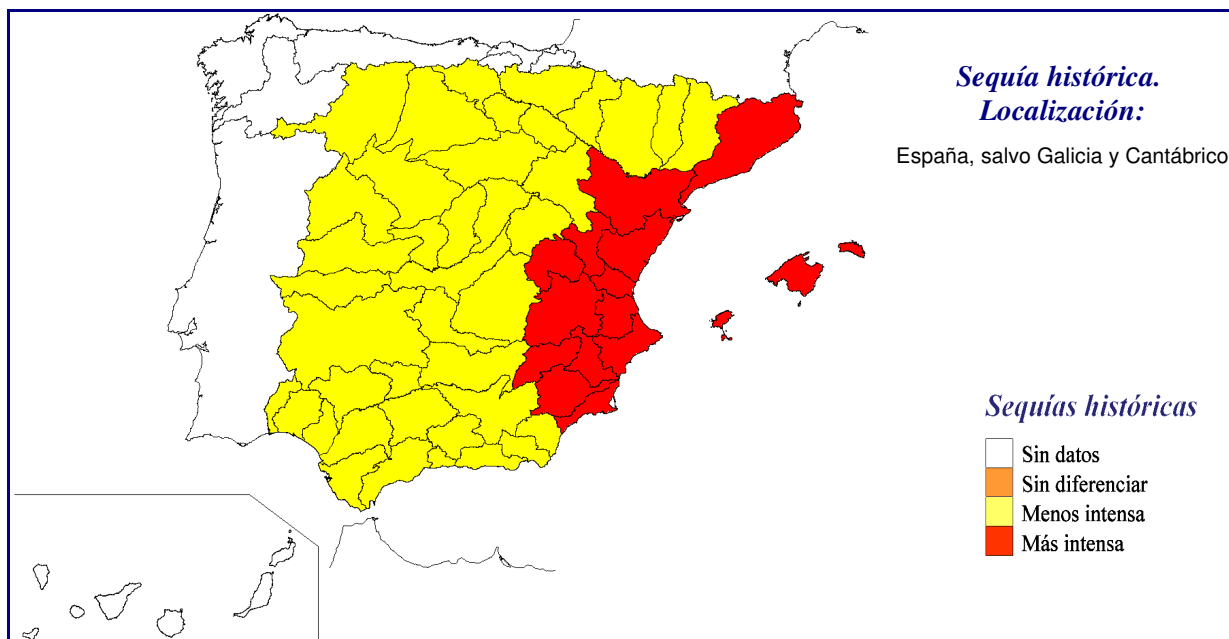 Sequía histórica.
Localización:
España, salvo Galicia y Cantábrico
Sequías históricas
Sin datos
Sin diferenciar
Menos intensa
Más intensa